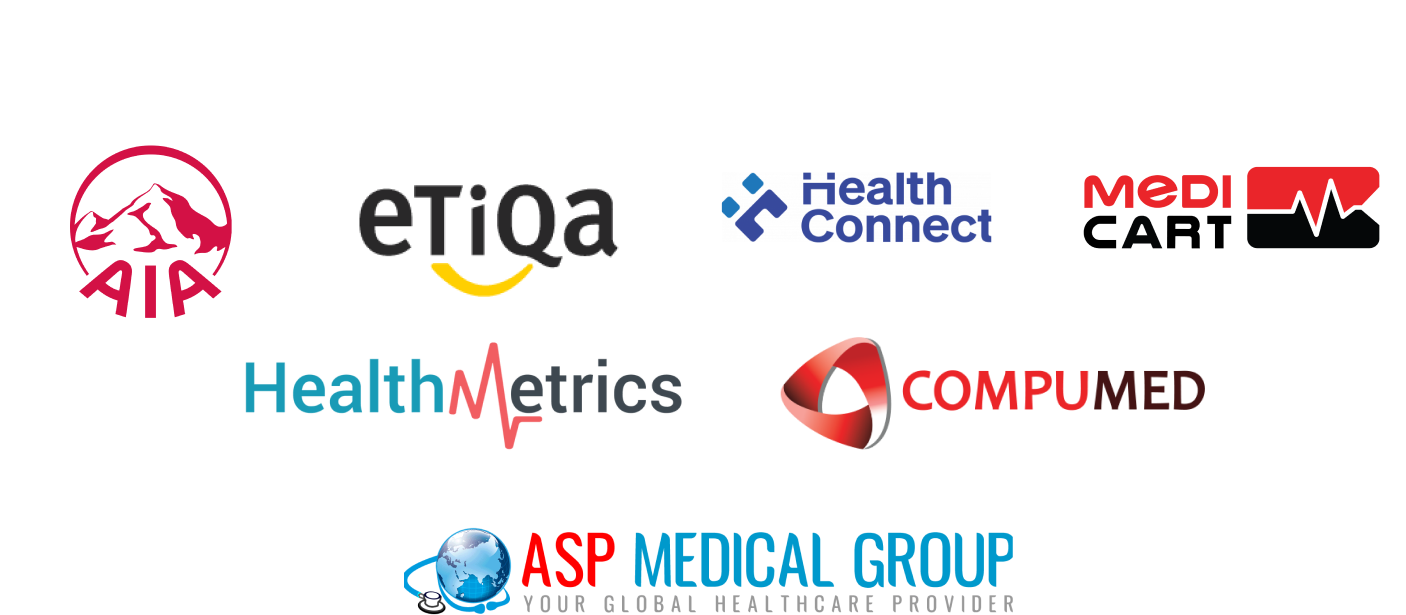 AIA
eTiQa
Health
Connect
MeDI
CART
HealthMetrics
COMPUMED
ASP MEDICAL GROUP
YOUR GLOBAL HEALTHCARE PROVIDER